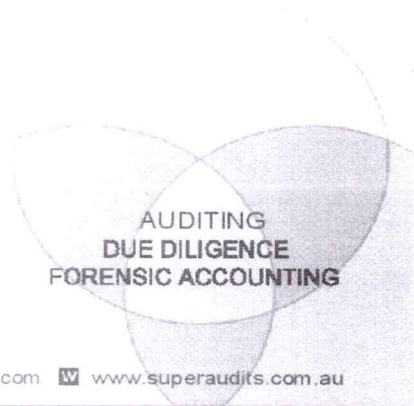 AUDITING
DUE DILIGENCE
FORENSIC ACCOUNTING
com W www.superaudits.com.au